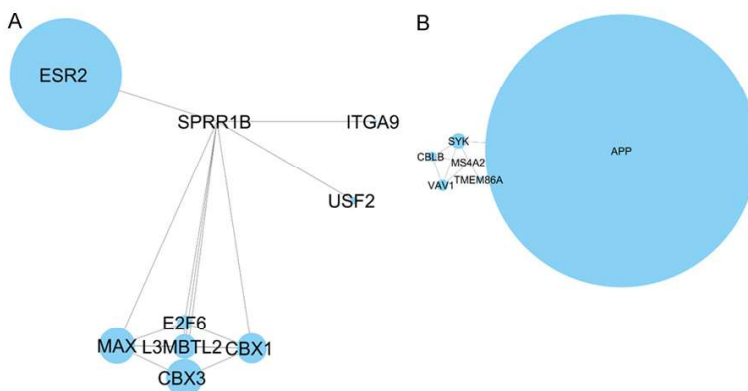 A
ESR2
SPRR1B
ITGA9
USF2
E2F6
MAX
L3MBTL2
CBX1
CBX3
B
SYK
CBLB
MS4A2
VAV1
TMEM86A
APP